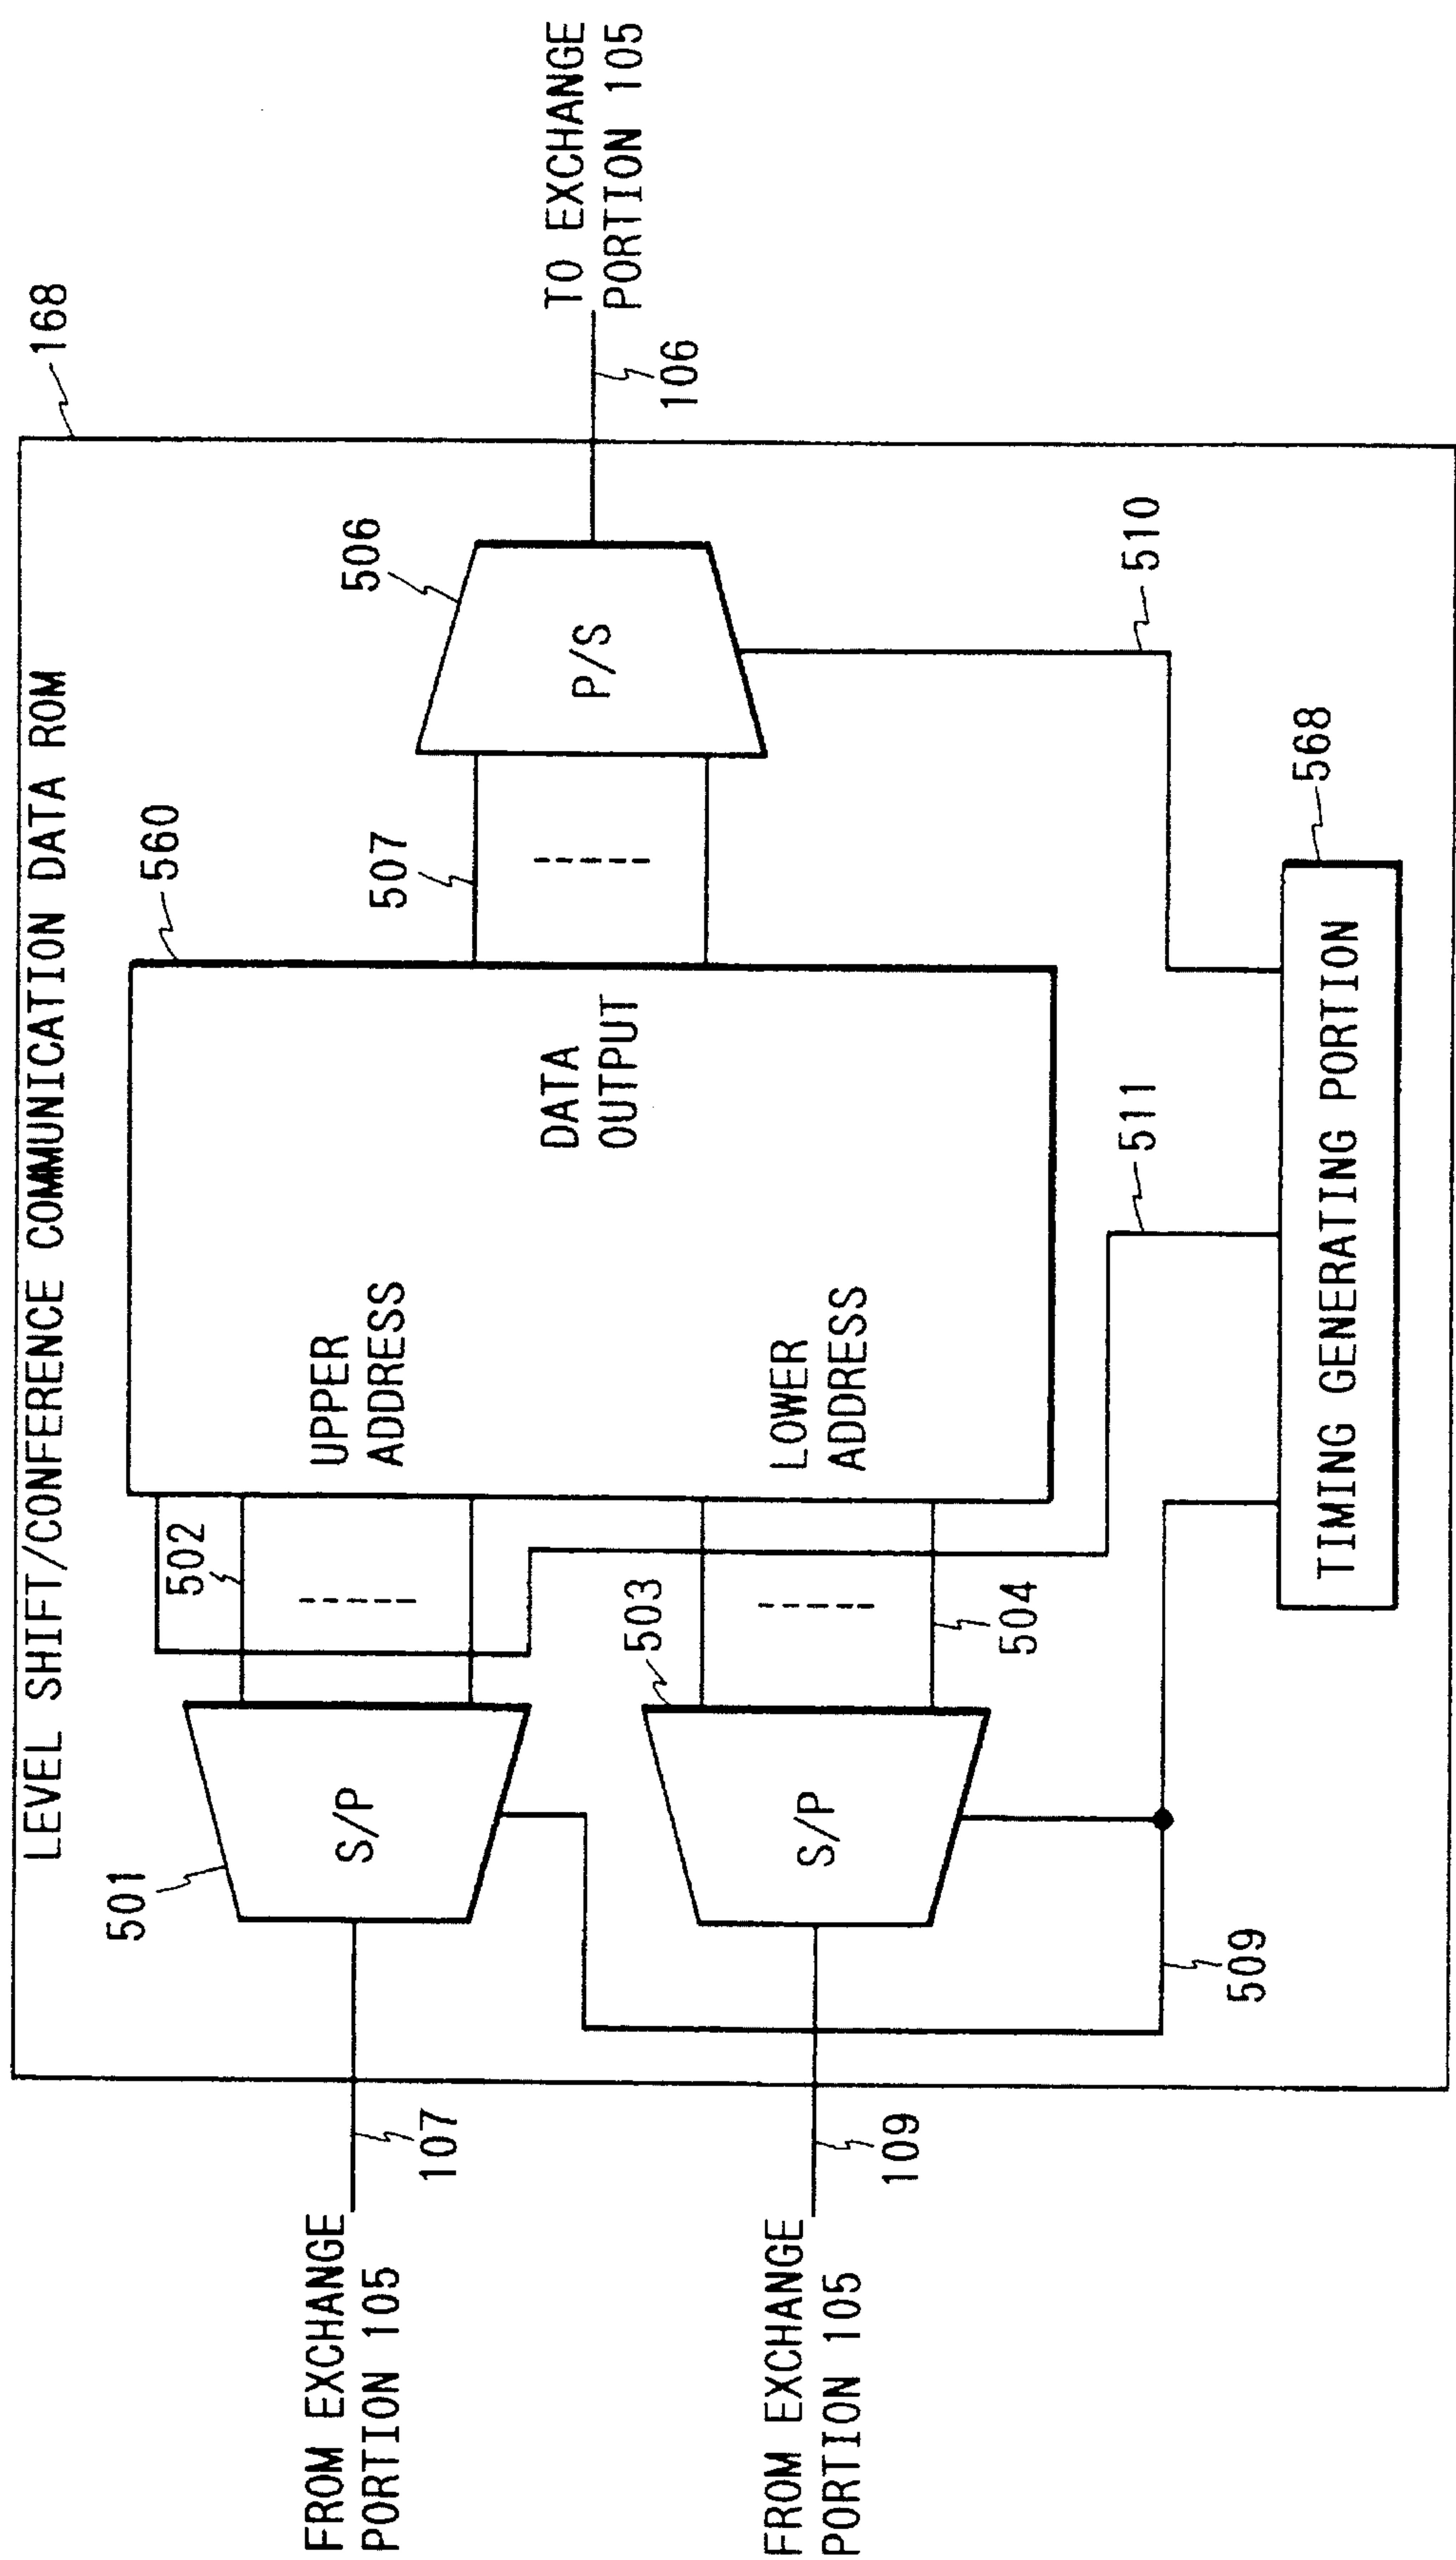 LEVEL SHIFT/CONFERENCE COMMUNICATION DATA ROM
168
FROM EXCHANGE
PORTION 105
107
501
S/P
502
UPPER
ADDRESS
560
DATA
OUTPUT
507
506
P/S
106
TO EXCHANGE
PORTION 105
FROM EXCHANGE
PORTION 105
109
503
S/P
504
LOWER
ADDRESS
509
511
510
TIMING GENERATING PORTION
568